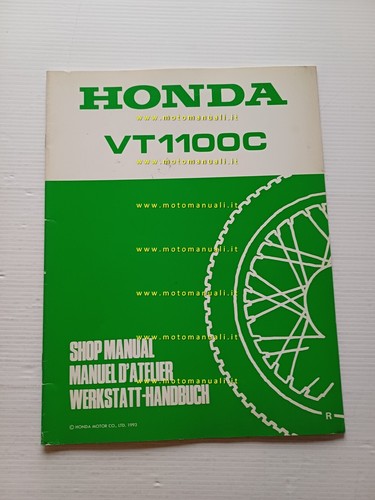 HONDA
www.motomanuali.it
VT1100C
www.motomanuali.it
www.motomanuali.it
www.motomanuali.it
www.motomanuali.it
www.motomanuali.it
www.motomanuali.it
SHOP MANUAL
MANUEL D'ATELIER
WERKSTATT-HANDBUCH
R
© HONDA MOTOR CO., LTD. 1993